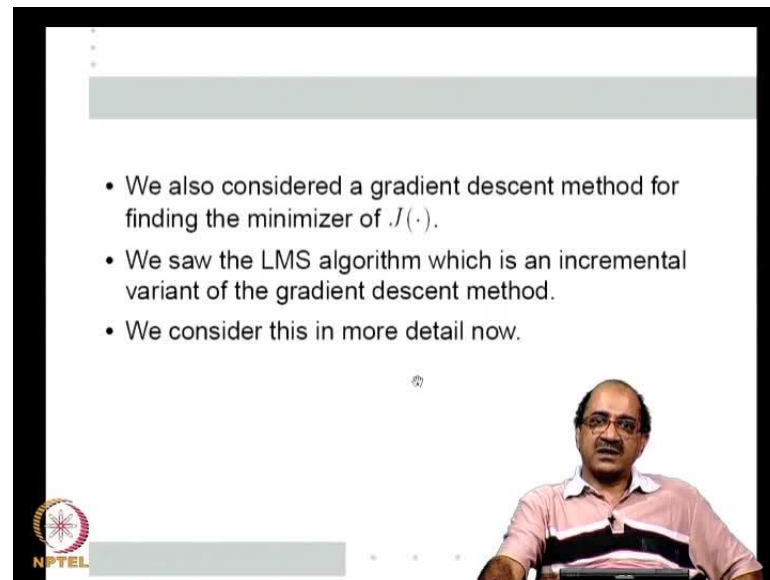 • We also considered a gradient descent method for
finding the minimizer of J(·).
• We saw the LMS algorithm which is an incremental
variant of the gradient descent method.
• We consider this in more detail now.
NPTEL